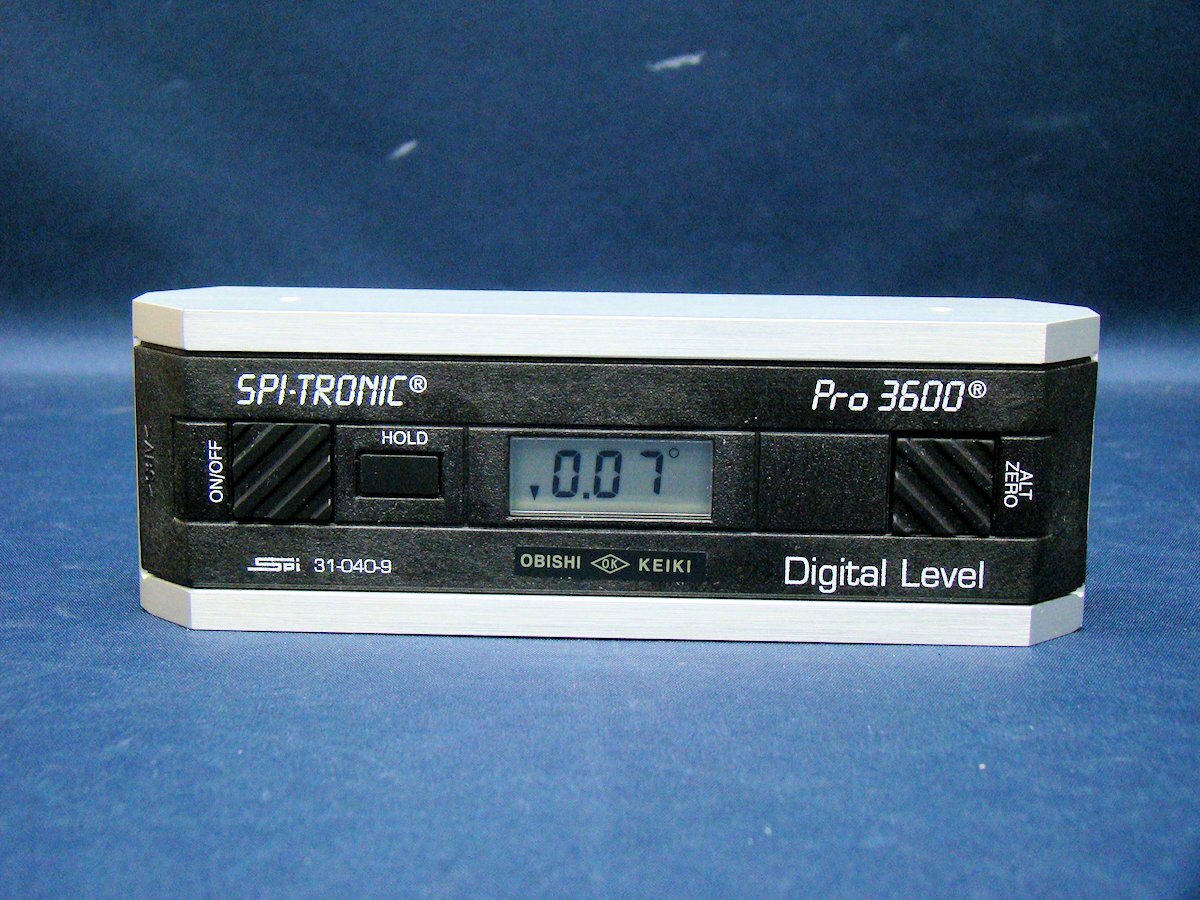 SPI-TRONIC®
Pro 3600®
ON/OFF
HOLD
0.07°
ALT
ZERO
SPi 31-040-9
OBISHI OK KEIKI
Digital Level